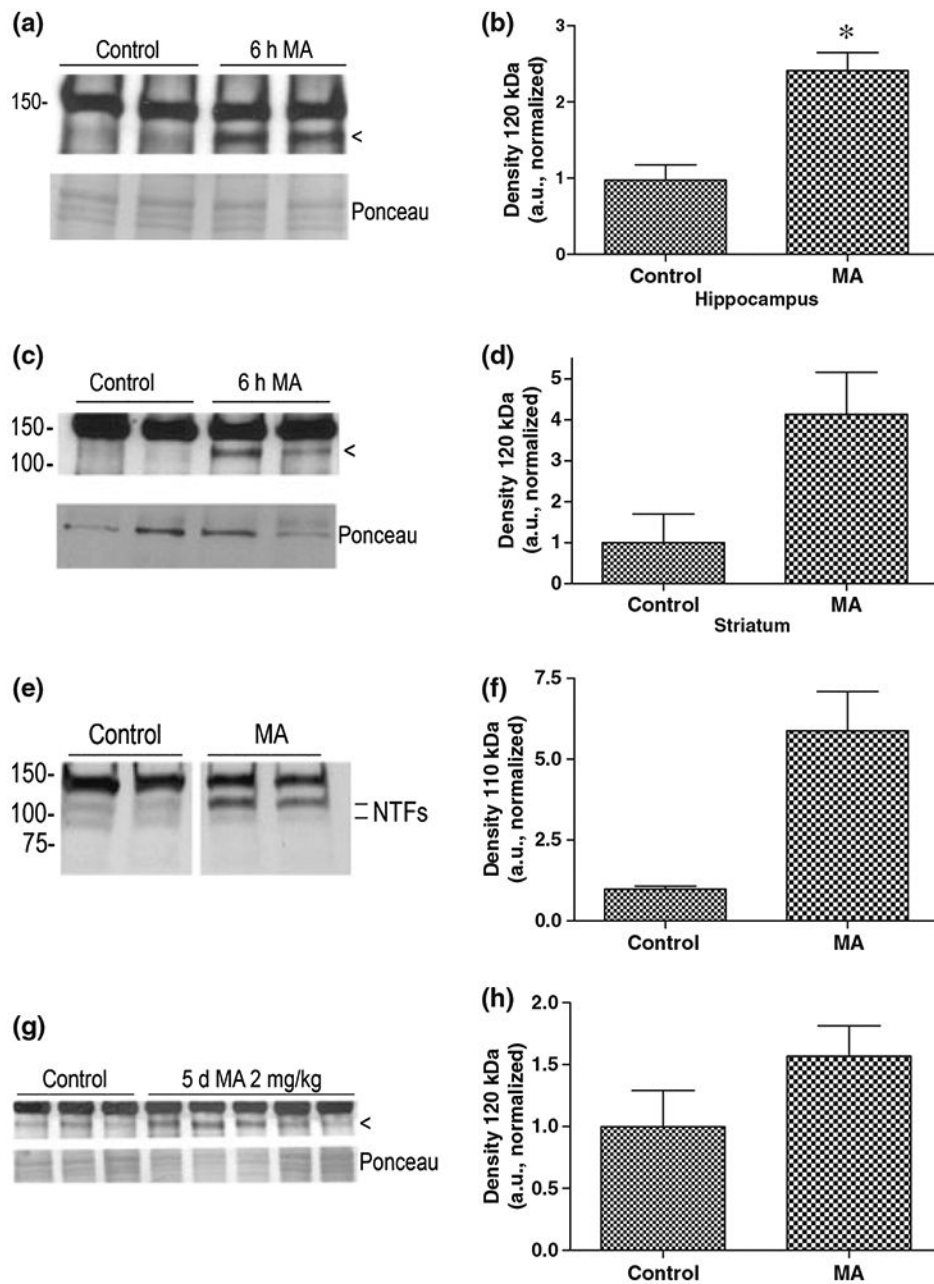 (a)
Control 6 h MA
150-
<
Ponceau
(b)
Density 120 kDa
(a.u., normalized)
3
2
1
0
*
Control MA
Hippocampus
(c)
Control 6 h MA
150-
100-
<
Ponceau
(d)
Density 120 kDa
(a.u., normalized)
5
4
3
2
1
0
Control MA
Striatum
(e)
Control MA
150-
100-
75-
NTFs
(f)
Density 110 kDa
(a.u., normalized)
7.5
5.0
2.5
0.0
Control MA
(g)
Control 5 d MA 2 mg/kg
<
Ponceau
(h)
Density 120 kDa
(a.u., normalized)
2.0
1.5
1.0
0.5
0.0
Control MA